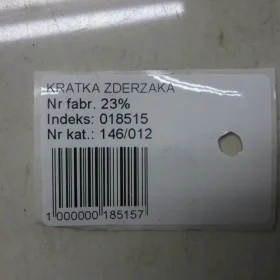 KRATKA ZDERZAKA
Nr fabr. 23%
Indeks: 018515
Nr kat.: 146/012
1 000000 185157